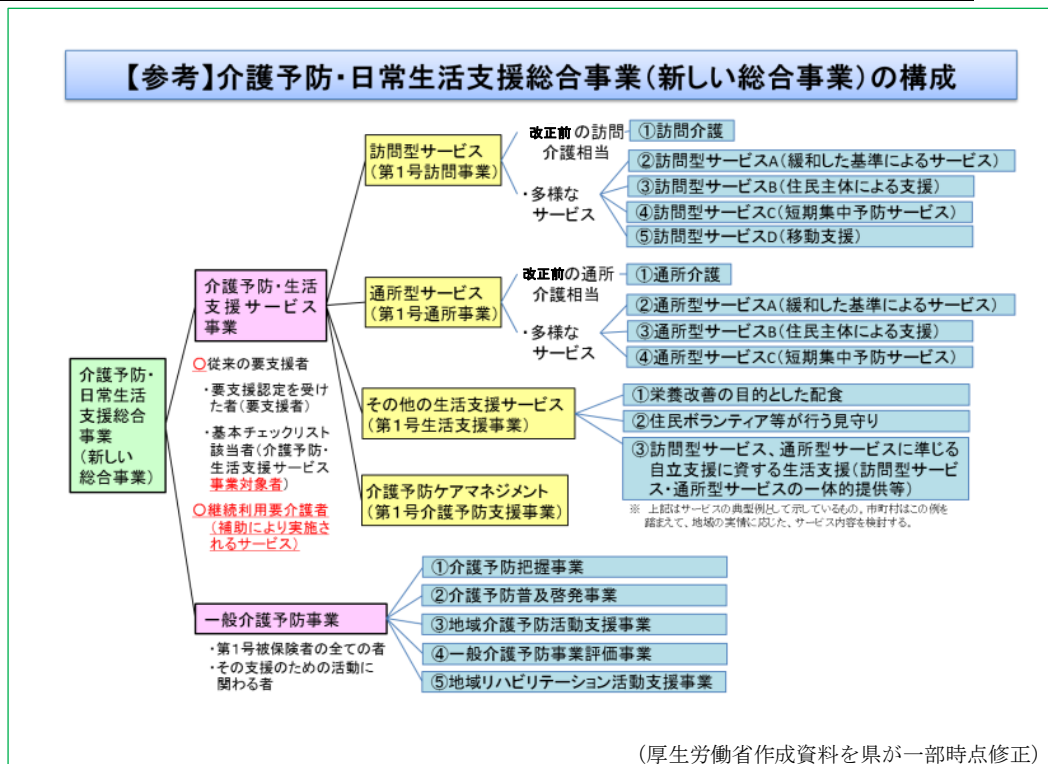 【参考】介護予防・日常生活支援総合事業(新しい総合事業)の構成
介護予防・
日常生活
支援総合
事業
(新しい
総合事業)
介護予防・生活
支援サービス
事業
〇従来の要支援者
・要支援認定を受け
た者(要支援者)
・基本チェックリスト
該当者(介護予防・
生活支援サービス
事業対象者)
〇継続利用要介護者
(補助により実施さ
れるサービス)
訪問型サービス
(第1号訪問事業)
改正前の訪問
介護相当
①訪問介護
・多様な
サービス
②訪問型サービスA(緩和した基準によるサービス)
③訪問型サービスB(住民主体による支援)
④訪問型サービスC(短期集中予防サービス)
⑤訪問型サービスD(移動支援)
通所型サービス
(第1号通所事業)
改正前の通所
介護相当
①通所介護
・多様な
サービス
②通所型サービスA(緩和した基準によるサービス)
③通所型サービスB(住民主体による支援)
④通所型サービスC(短期集中予防サービス)
その他の生活支援サービス
(第1号生活支援事業)
①栄養改善の目的とした配食
②住民ボランティア等が行う見守り
③訪問型サービス、通所型サービスに準じる
自立支援に資する生活支援(訪問型サービ
ス・通所型サービスの一体的提供等)
※ 上記はサービスの典型例として示しているもの。市町村はこの例を
踏まえて、地域の実情に応じた、サービス内容を検討する。
介護予防ケアマネジメント
(第1号介護予防支援事業)
一般介護予防事業
・第1号被保険者の全ての者
・その支援のための活動に
関わる者
①介護予防把握事業
②介護予防普及啓発事業
③地域介護予防活動支援事業
④一般介護予防事業評価事業
⑤地域リハビリテーション活動支援事業
(厚生労働省作成資料を県が一部時点修正)